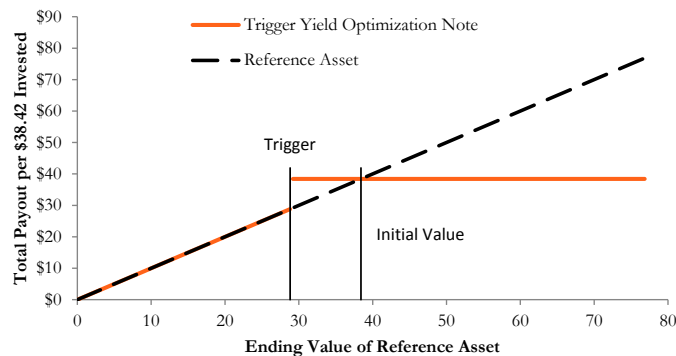 Total Payout per $38.42 Invested
$90
$80
$70
$60
$50
$40
$30
$20
$10
$0
Trigger Yield Optimization Note
Reference Asset
Trigger
Initial Value
0 10 20 30 40 50 60 70 80
Ending Value of Reference Asset